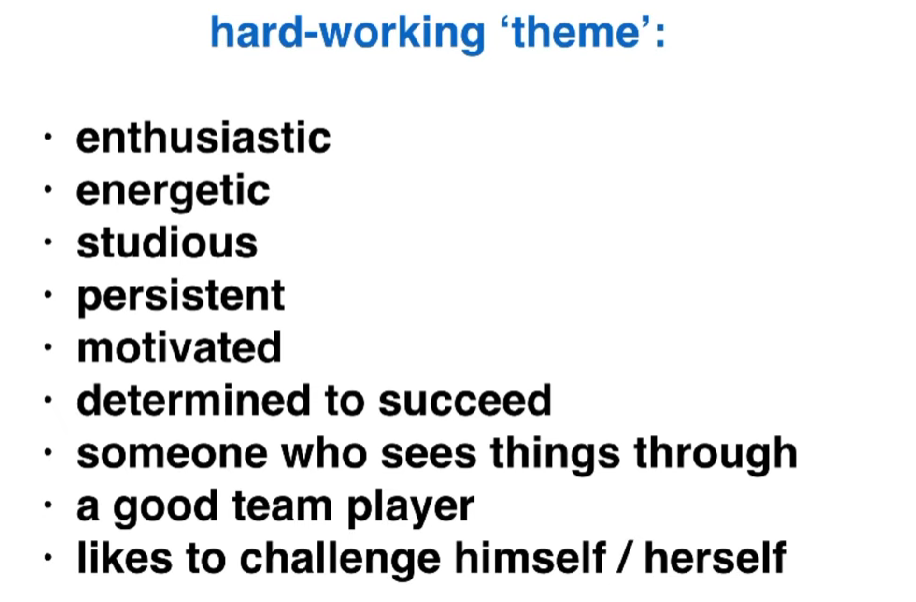 hard-working ‘theme’:
· enthusiastic
· energetic
· studious
· persistent
· motivated
· determined to succeed
· someone who sees things through
· a good team player
· likes to challenge himself / herself